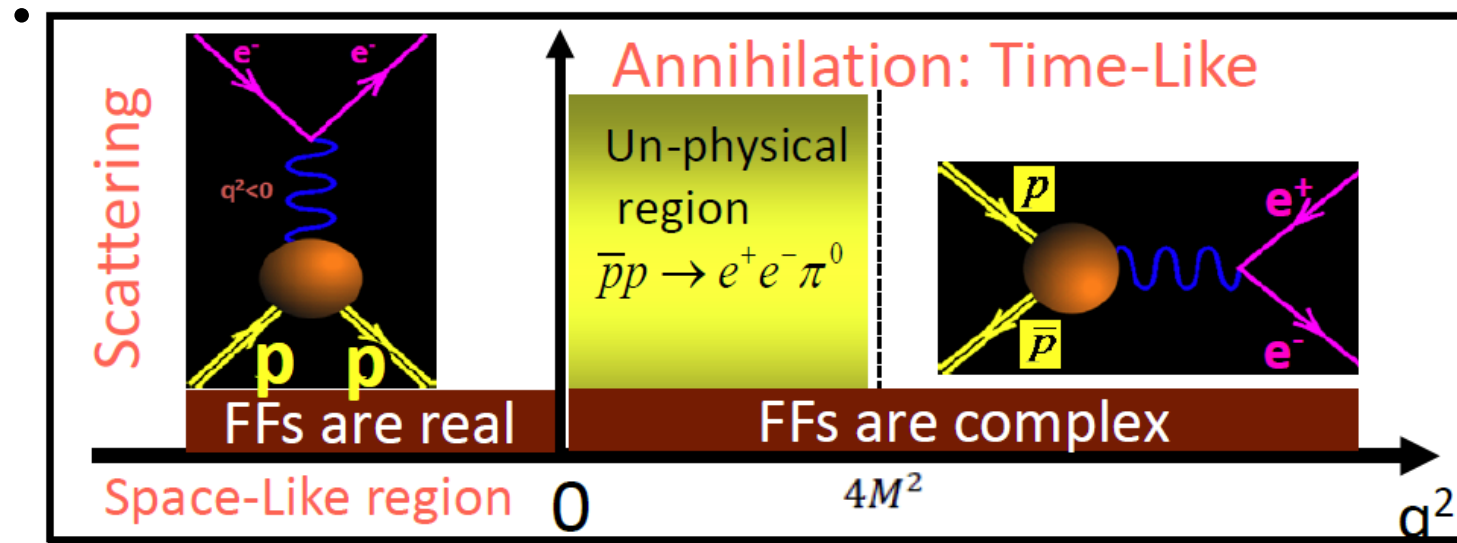 Scattering
e⁻ e⁻
q²<0
p p
FFs are real
Space-Like region
Annihilation: Time-Like
Un-physical
region
p̅p → e⁺e⁻π⁰
p
p̅
e⁺
e⁻
FFs are complex
0
4M²
q²